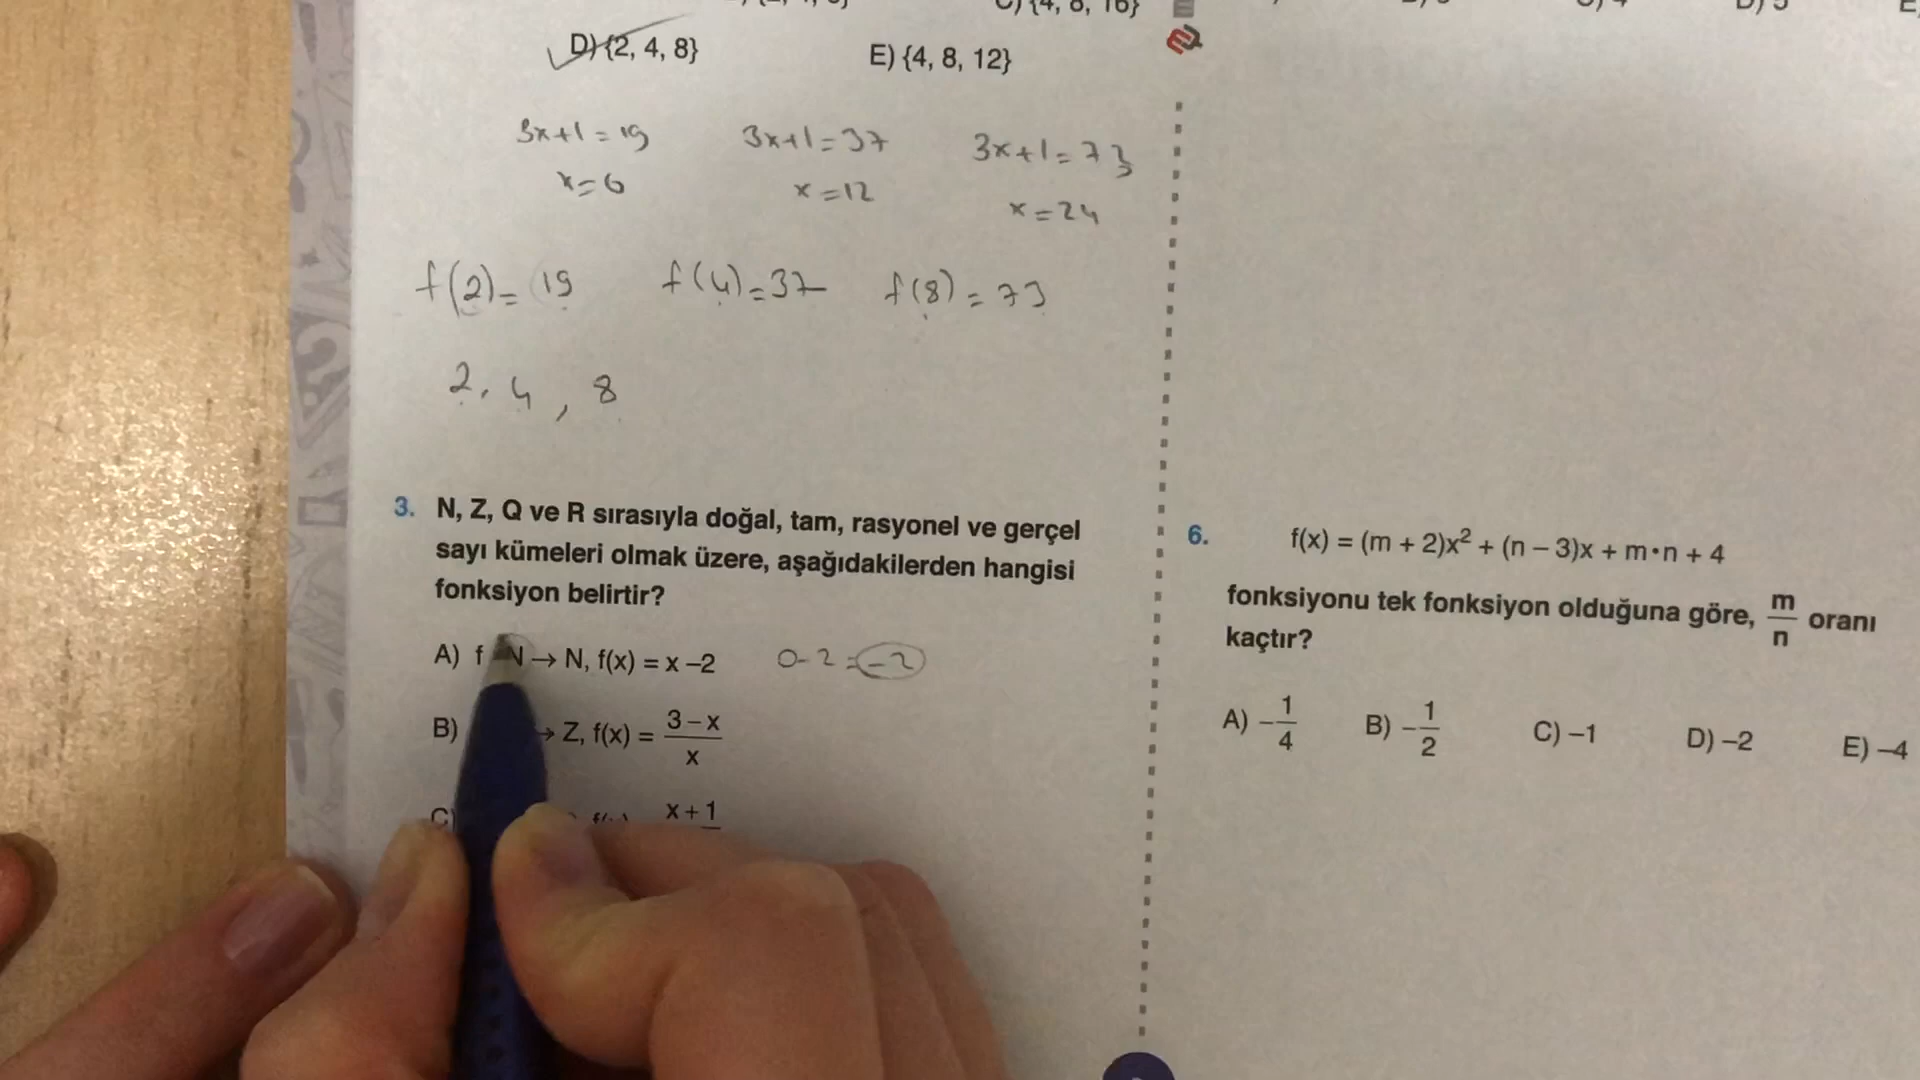 D) {2, 4, 8}
E) {4, 8, 12}
3x+1=19
x=6
3x+1=37
x=12
3x+1=73
x=24
f(2)=19
f(4)=37
f(8)=73
2, 4, 8
3. N, Z, Q ve R sırasıyla doğal, tam, rasyonel ve gerçel
sayı kümeleri olmak üzere, aşağıdakilerden hangisi
fonksiyon belirtir?
A) f N → N, f(x) = x –2
0-2=-2
B) → Z, f(x) = 3 – x / x
C) x + 1
6. f(x) = (m + 2)x² + (n – 3)x + m·n + 4
fonksiyonu tek fonksiyon olduğuna göre, m/n oranı
kaçtır?
A) –1/4 B) –1/2 C) –1 D) –2 E) –4